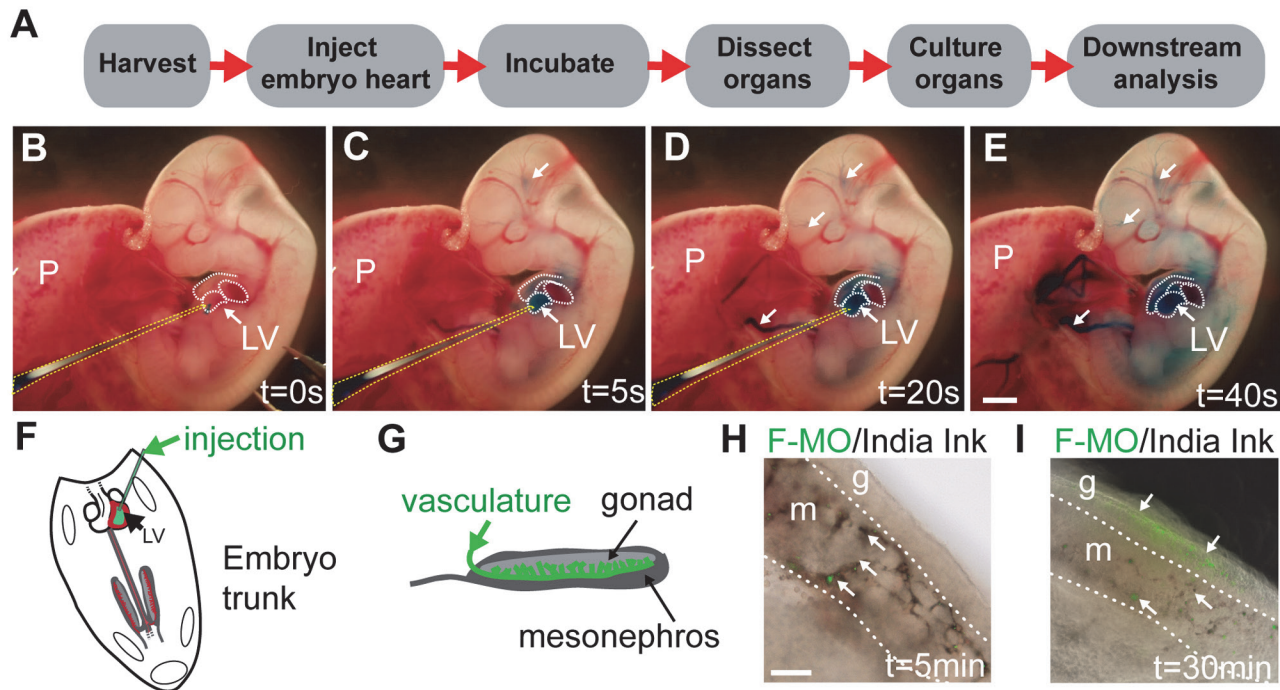 A
Harvest
Inject
embryo heart
Incubate
Dissect
organs
Culture
organs
Downstream
analysis
B
P
LV
t=0s
C
LV
t=5s
D
P
LV
t=20s
E
P
LV
t=40s
F
injection
LV
Embryo
trunk
G
vasculature
gonad
mesonephros
H F-MO/India Ink
g
m
t=5min
I F-MO/India Ink
g
m
t=30min